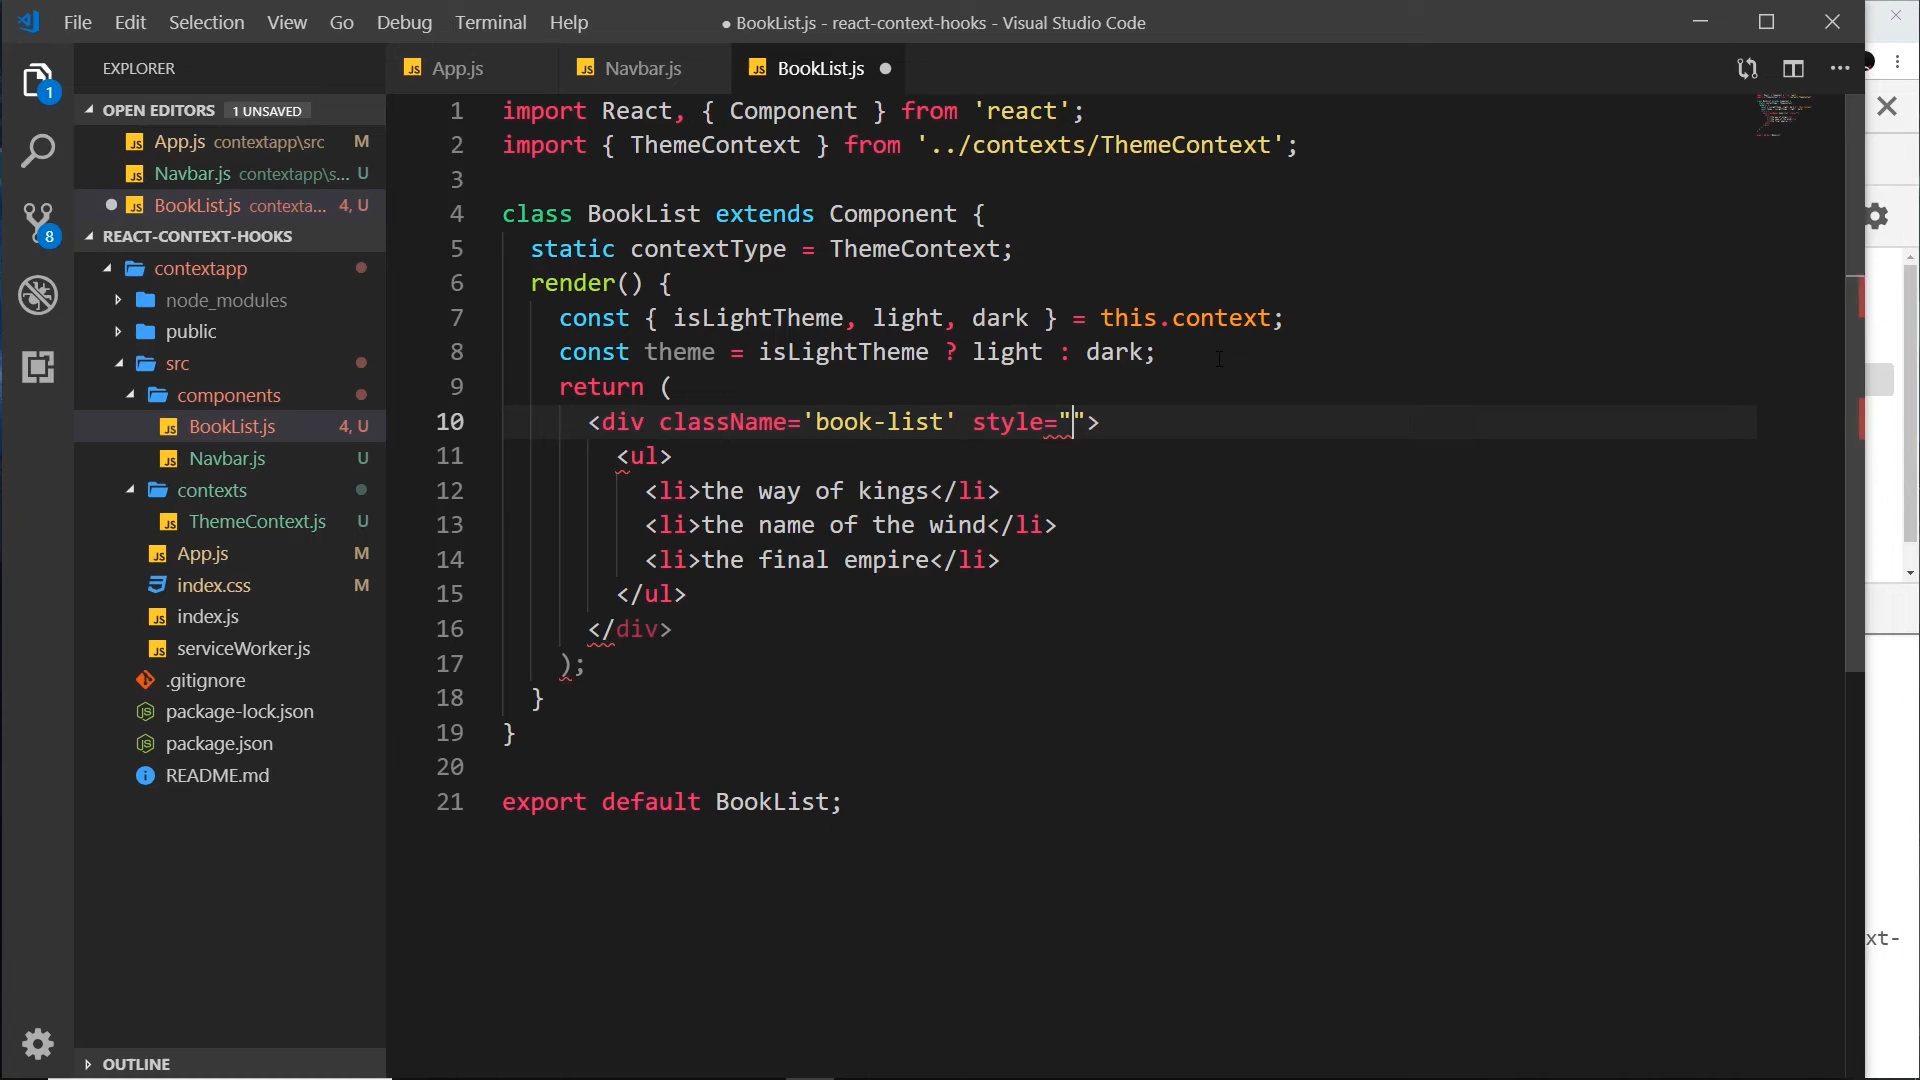 File Edit Selection View Go Debug Terminal Help ● BookList.js - react-context-hooks - Visual Studio Code
EXPLORER
App.js Navbar.js BookList.js
OPEN EDITORS 1 UNSAVED
App.js contextapp\src M
Navbar.js contextapp\s... U
BookList.js contexta... 4, U
REACT-CONTEXT-HOOKS
contextapp
node_modules
public
src
components
BookList.js 4, U
Navbar.js U
contexts
ThemeContext.js U
App.js M
index.css M
index.js
serviceWorker.js
.gitignore
package-lock.json
package.json
README.md
OUTLINE
1
8
1 import React, { Component } from 'react';
2 import { ThemeContext } from '../contexts/ThemeContext';
3
4 class BookList extends Component {
5 static contextType = ThemeContext;
6 render() {
7 const { isLightTheme, light, dark } = this.context;
8 const theme = isLightTheme ? light : dark;
9 return (
10 <div className='book-list' style="">
11 <ul>
12 <li>the way of kings</li>
13 <li>the name of the wind</li>
14 <li>the final empire</li>
15 </ul>
16 </div>
17 );
18 }
19 }
20
21 export default BookList;
xt-